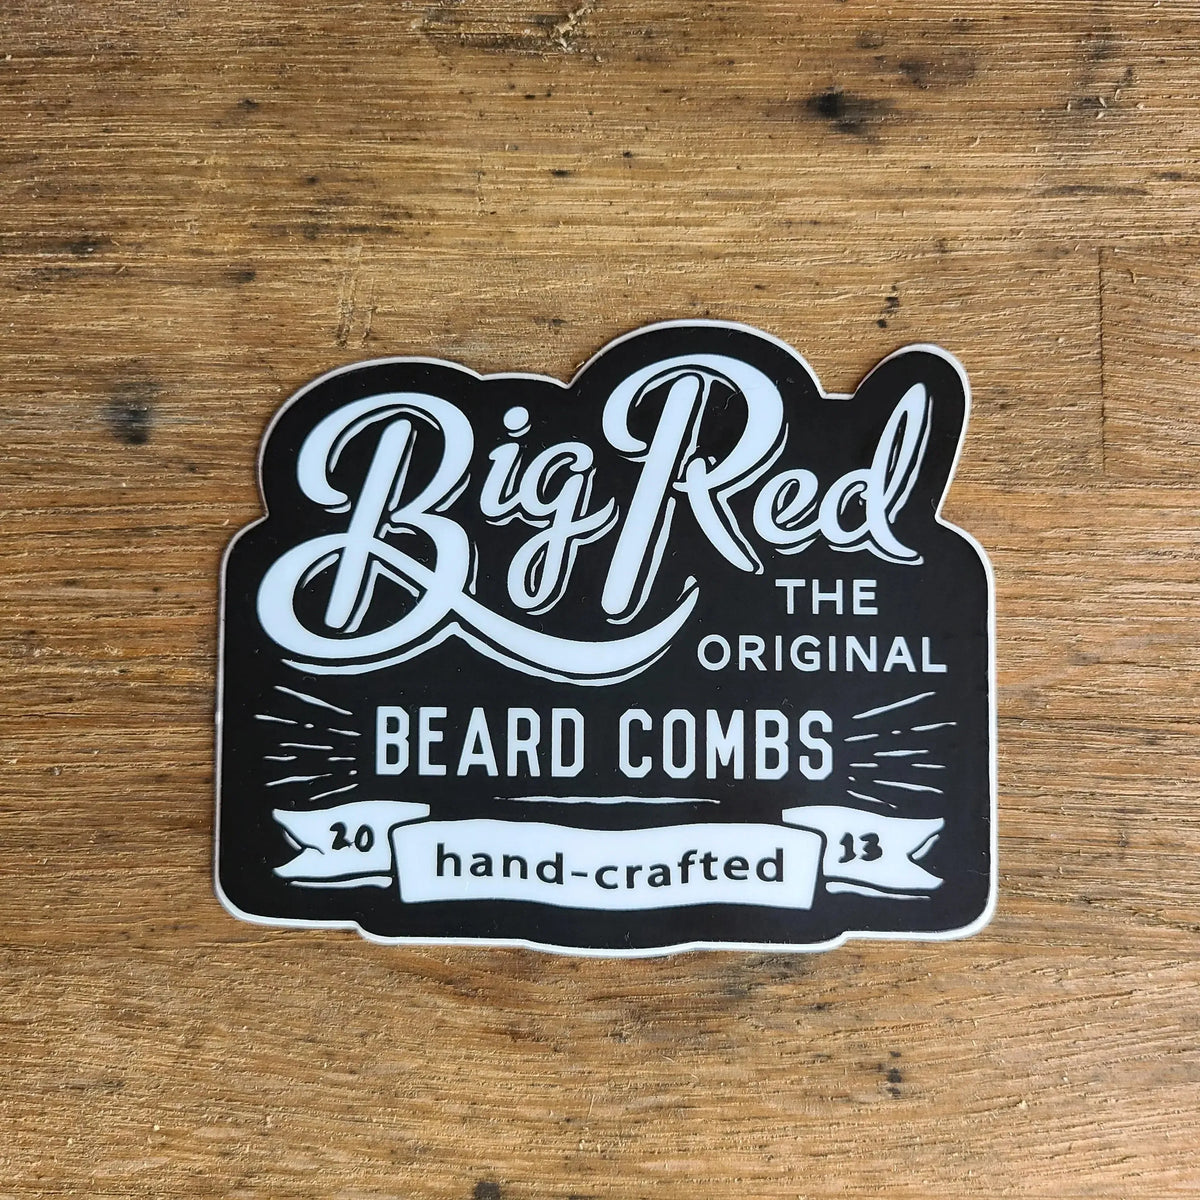 Big Red
THE
ORIGINAL
BEARD COMBS
20 hand-crafted 13